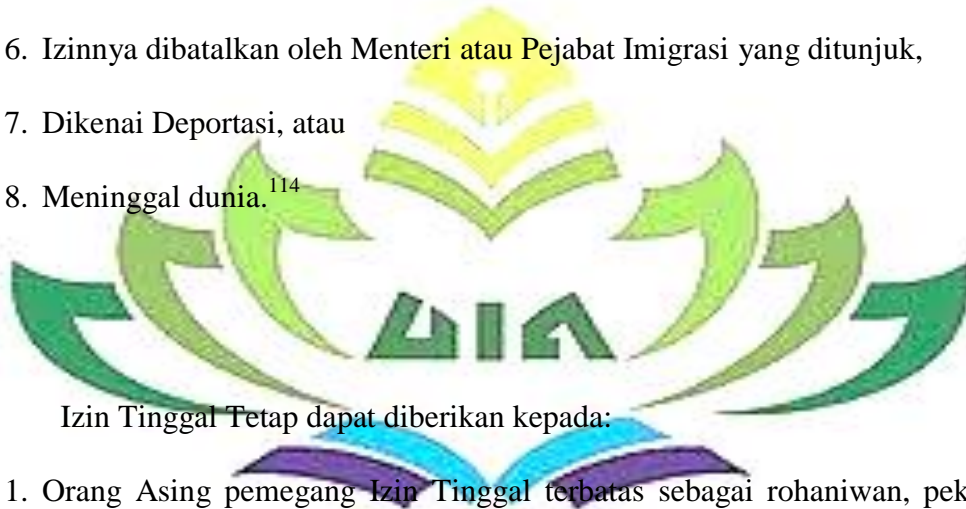 6. Izinnya dibatalkan oleh Menteri atau Pejabat Imigrasi yang ditunjuk,
7. Dikenai Deportasi, atau
8. Meninggal dunia.114
UIN
Izin Tinggal Tetap dapat diberikan kepada:
1. Orang Asing pemegang Izin Tinggal terbatas sebagai rohaniwan, pek